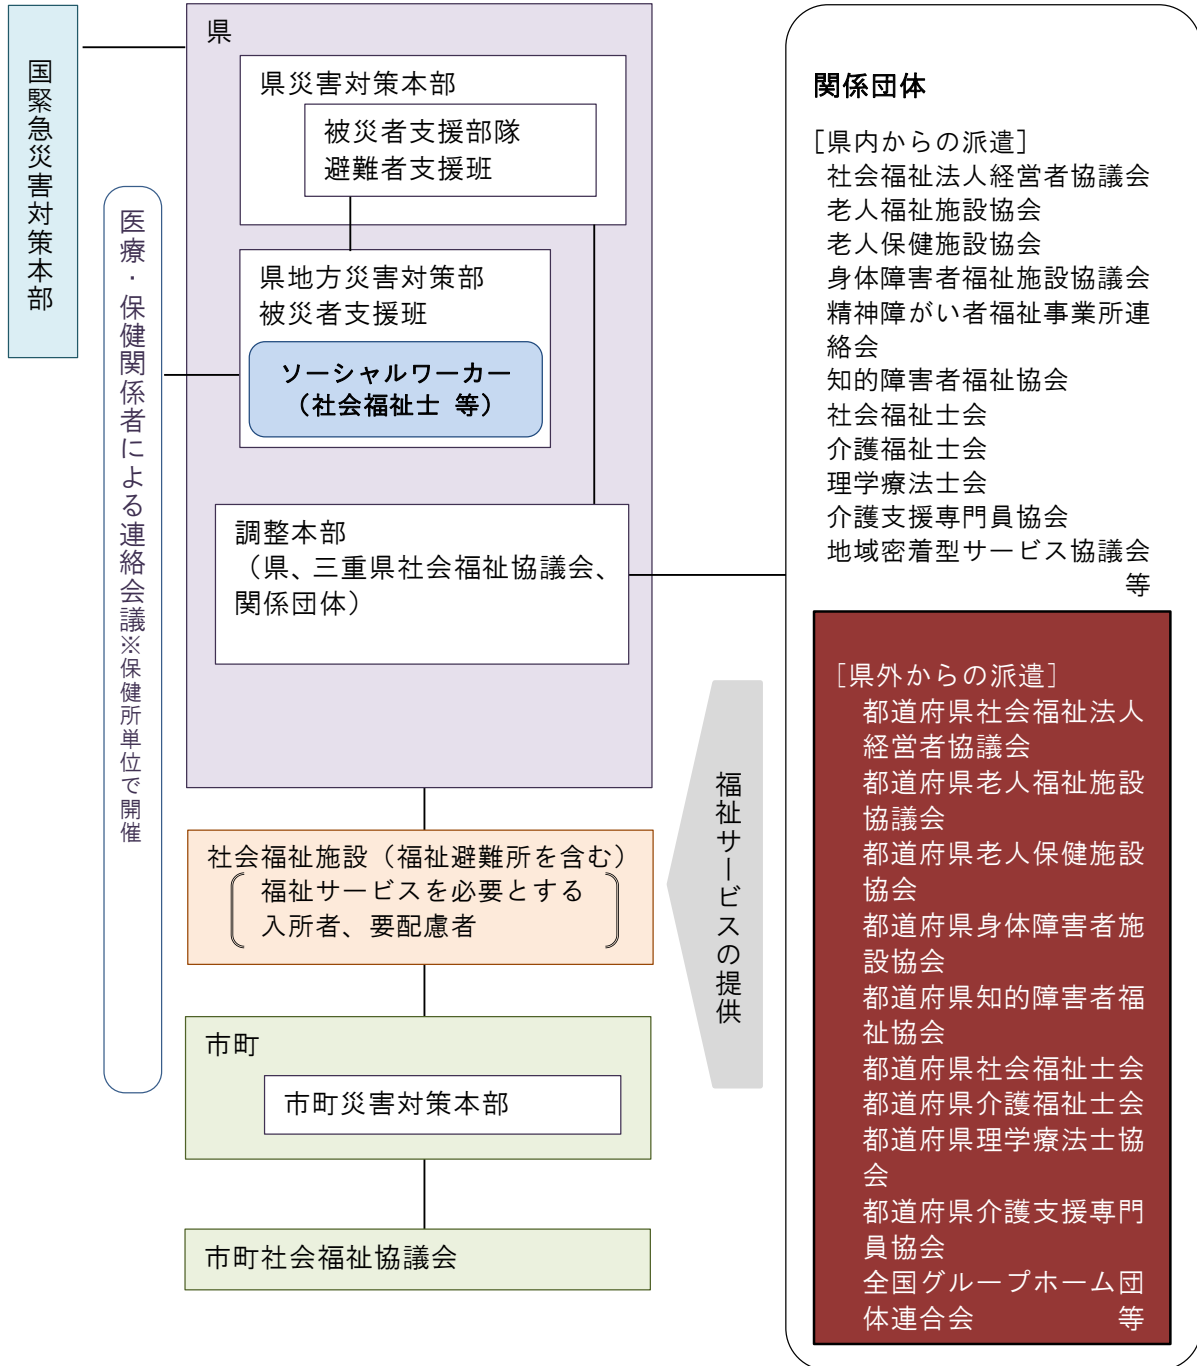 国緊急災害対策本部
医療・保健関係者による連絡会議※保健所単位で開催
県
県災害対策本部
被災者支援部隊
避難者支援班
県地方災害対策部
被災者支援班
ソーシャルワーカー
（社会福祉士 等）
調整本部
（県、三重県社会福祉協議会、
関係団体）
社会福祉施設（福祉避難所を含む）
福祉サービスを必要とする
入所者、要配慮者
市町
市町災害対策本部
市町社会福祉協議会
福祉サービスの提供
関係団体
［県内からの派遣］
社会福祉法人経営者協議会
老人福祉施設協会
老人保健施設協会
身体障害者福祉施設協議会
精神障がい者福祉事業所連
絡会
知的障害者福祉協会
社会福祉士会
介護福祉士会
理学療法士会
介護支援専門員協会
地域密着型サービス協議会
等
［県外からの派遣］
都道府県社会福祉法人
経営者協議会
都道府県老人福祉施設
協議会
都道府県老人保健施設
協会
都道府県身体障害者施
設協会
都道府県知的障害者福
祉協会
都道府県社会福祉士会
都道府県介護福祉士会
都道府県理学療法士協
会
都道府県介護支援専門
員協会
全国グループホーム団
体連合会 等